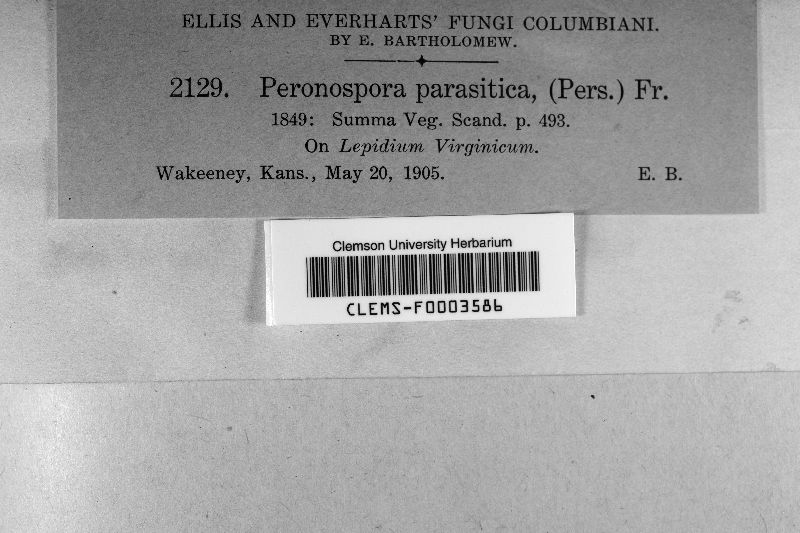 ELLIS AND EVERHARTS' FUNGI COLUMBIANI.
BY E. BARTHOLOMEW.
2129. Peronospora parasitica, (Pers.) Fr.
1849: Summa Veg. Scand. p. 493.
On Lepidium Virginicum.
Wakeeney, Kans., May 20, 1905. E. B.
Clemson University Herbarium
CLEMS-F0003586